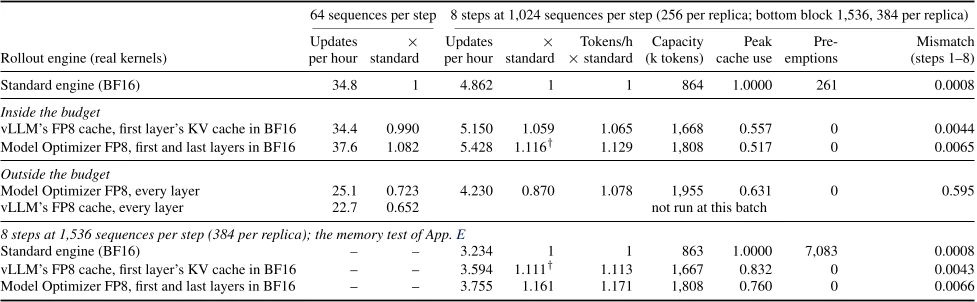 64 sequences per step 8 steps at 1,024 sequences per step (256 per replica; bottom block 1,536, 384 per replica)
Updates × Updates × Tokens/h Capacity Peak Pre- Mismatch
Rollout engine (real kernels) per hour standard per hour standard × standard (k tokens) cache use emptions (steps 1–8)
Standard engine (BF16) 34.8 1 4.862 1 1 864 1.0000 261 0.0008
Inside the budget
vLLM's FP8 cache, first layer's KV cache in BF16 34.4 0.990 5.150 1.059 1.065 1,668 0.557 0 0.0044
Model Optimizer FP8, first and last layers in BF16 37.6 1.082 5.428 1.116† 1.129 1,808 0.517 0 0.0065
Outside the budget
Model Optimizer FP8, every layer 25.1 0.723 4.230 0.870 1.078 1,955 0.631 0 0.595
vLLM's FP8 cache, every layer 22.7 0.652 not run at this batch
8 steps at 1,536 sequences per step (384 per replica); the memory test of App. E
Standard engine (BF16) – – 3.234 1 1 863 1.0000 7,083 0.0008
vLLM's FP8 cache, first layer's KV cache in BF16 – – 3.594 1.111† 1.113 1,667 0.832 0 0.0043
Model Optimizer FP8, first and last layers in BF16 – – 3.755 1.161 1.171 1,808 0.760 0 0.0066